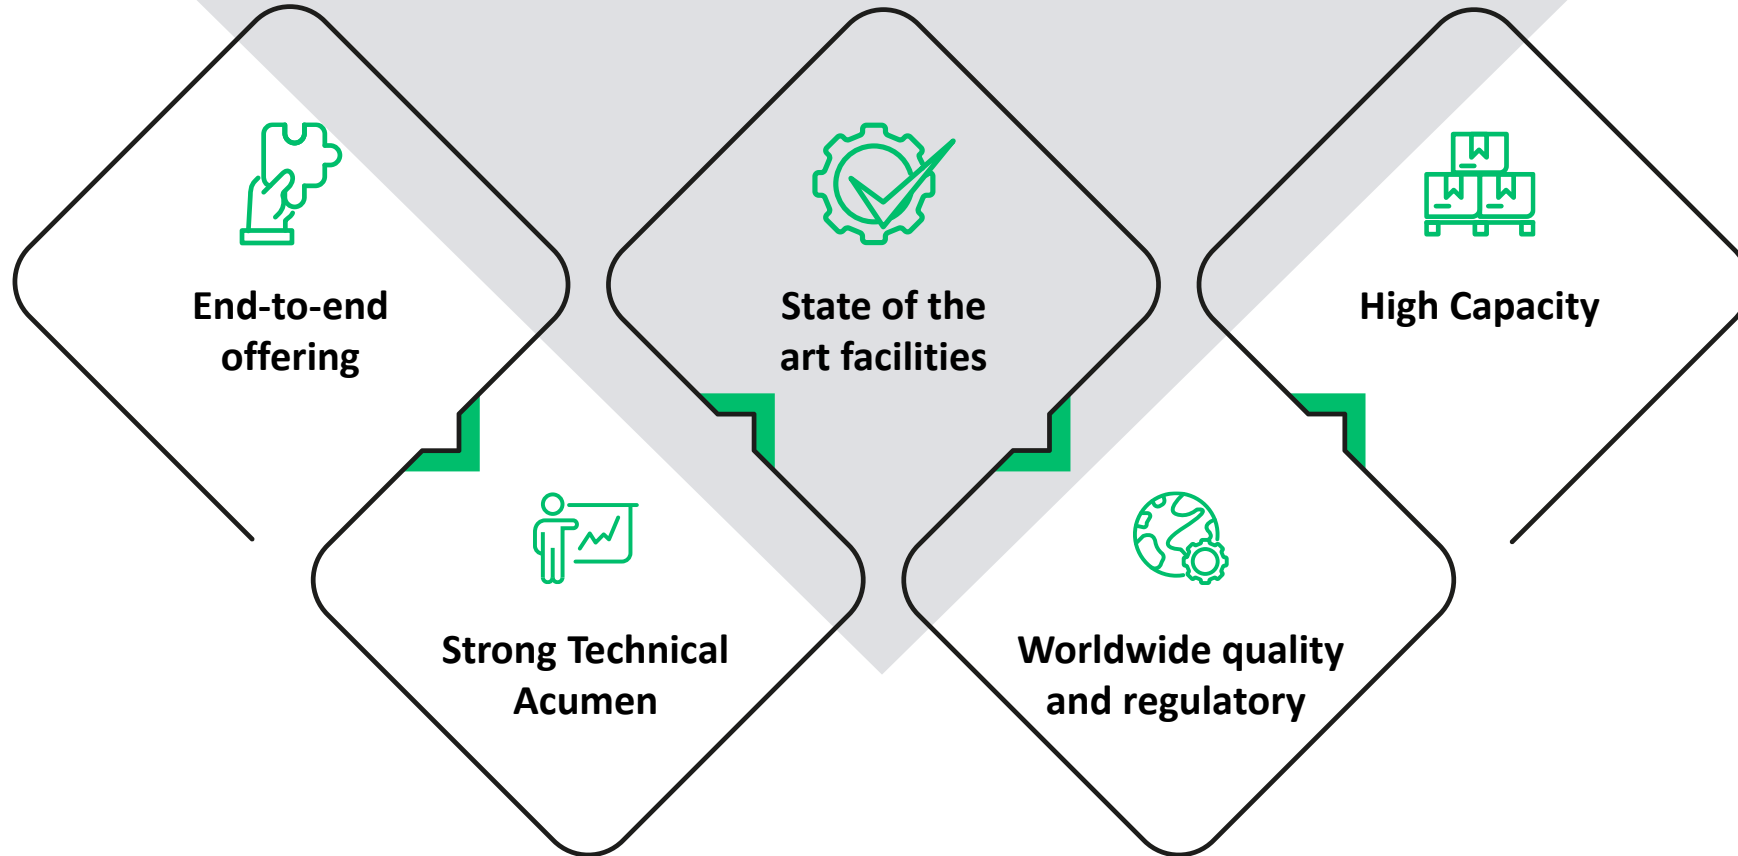 End-to-end
offering
State of the
art facilities
High Capacity
Strong Technical
Acumen
Worldwide quality
and regulatory